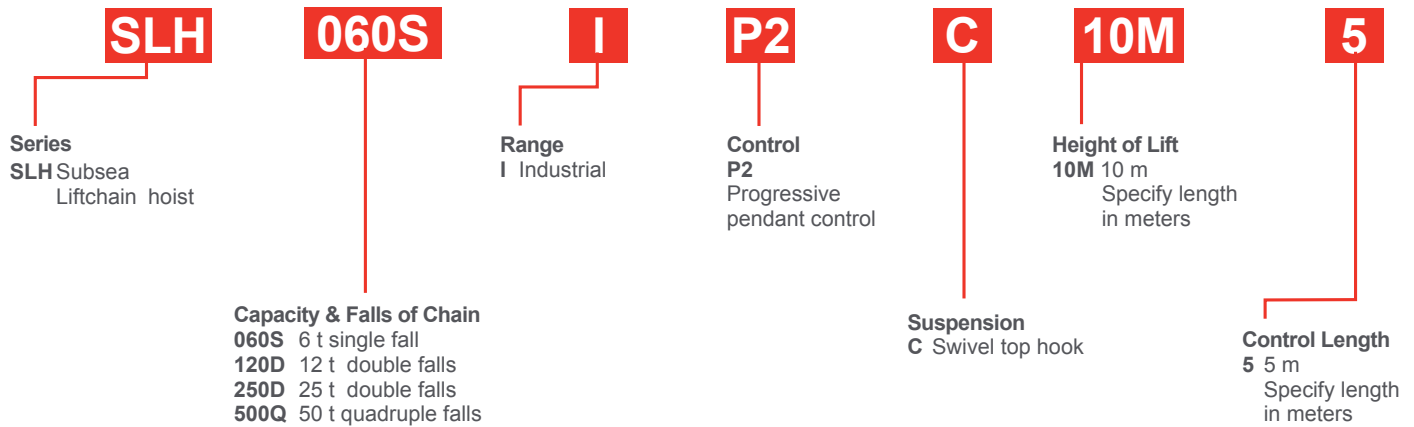 SLH 060S I P2 C 10M 5
Series
SLH Subsea
Liftchain hoist
Range
I Industrial
Control
P2
Progressive
pendant control
Height of Lift
10M 10 m
Specify length
in meters
Capacity & Falls of Chain
060S 6 t single fall
120D 12 t double falls
250D 25 t double falls
500Q 50 t quadruple falls
Suspension
C Swivel top hook
Control Length
5 5 m
Specify length
in meters